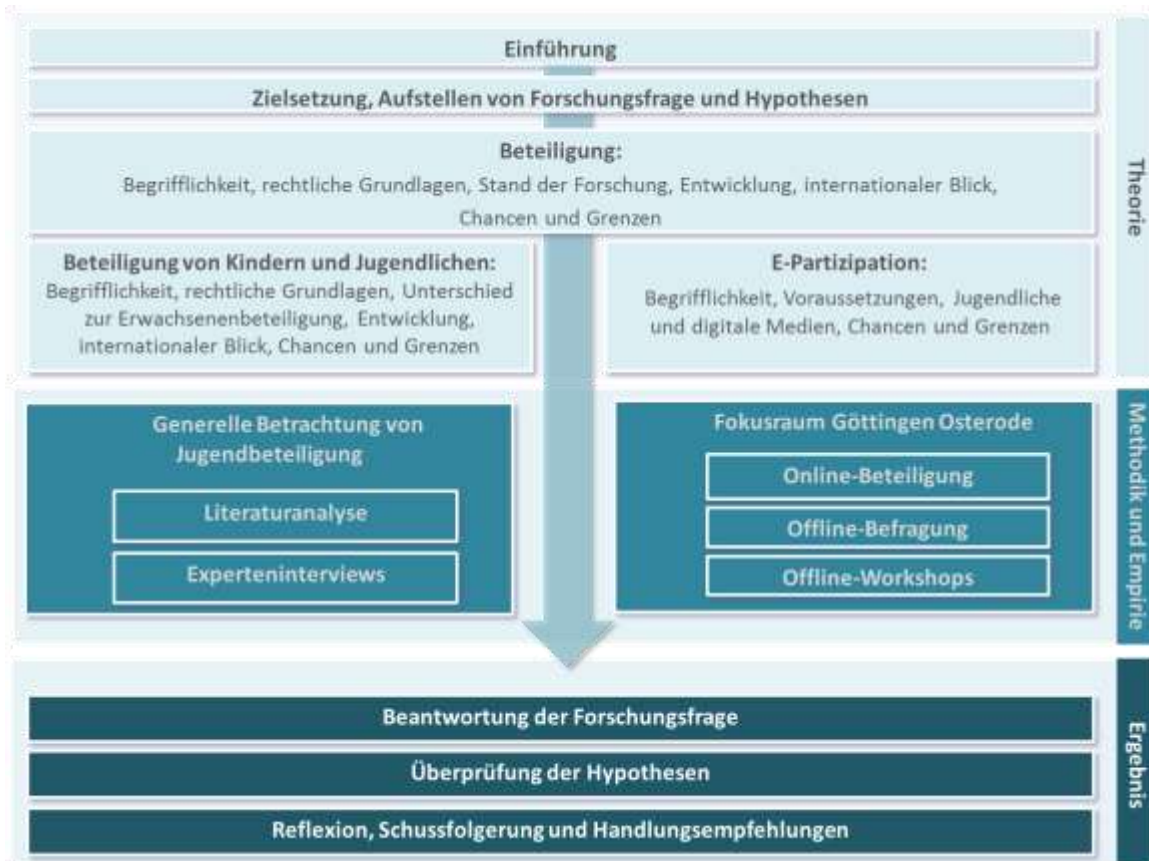 Einführung
Zielsetzung, Aufstellen von Forschungsfrage und Hypothesen
Beteiligung:
Begrifflichkeit, rechtliche Grundlagen, Stand der Forschung, Entwicklung, internationaler Blick,
Chancen und Grenzen
Beteiligung von Kindern und Jugendlichen:
Begrifflichkeit, rechtliche Grundlagen, Unterschied
zur Erwachsenenbeteiligung, Entwicklung,
internationaler Blick, Chancen und Grenzen
E-Partizipation:
Begrifflichkeit, Voraussetzungen, Jugendliche
und digitale Medien, Chancen und Grenzen
Theorie
Generelle Betrachtung von
Jugendbeteiligung
Literaturanalyse
Experteninterviews
Fokusraum Göttingen Osterode
Online-Beteiligung
Offline-Befragung
Offline-Workshops
Methodik und Empirie
Beantwortung der Forschungsfrage
Überprüfung der Hypothesen
Reflexion, Schussfolgerung und Handlungsempfehlungen
Ergebnis